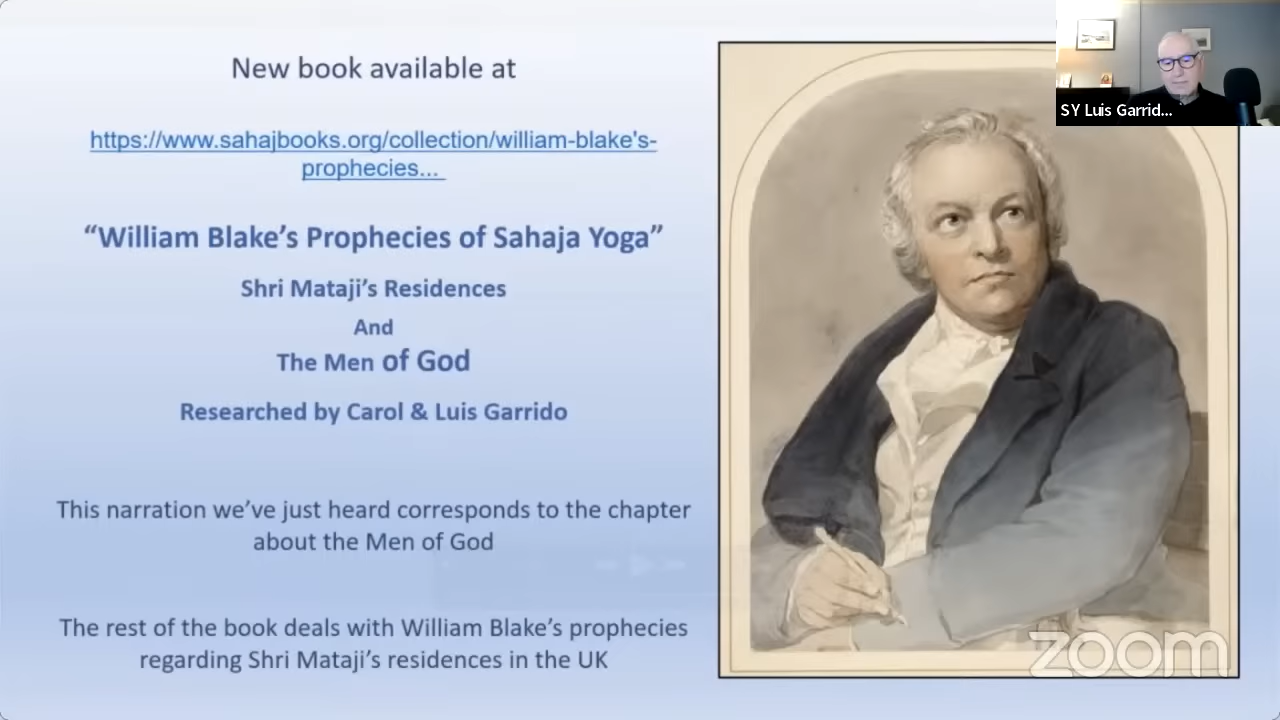 New book available at
https://www.sahajbooks.org/collection/william-blake's-
prophecies...
“William Blake’s Prophecies of Sahaja Yoga”
Shri Mataji’s Residences
And
The Men of God
Researched by Carol & Luis Garrido
This narration we’ve just heard corresponds to the chapter
about the Men of God
The rest of the book deals with William Blake’s prophecies
regarding Shri Mataji’s residences in the UK
SY Luis Garrid...
zoom